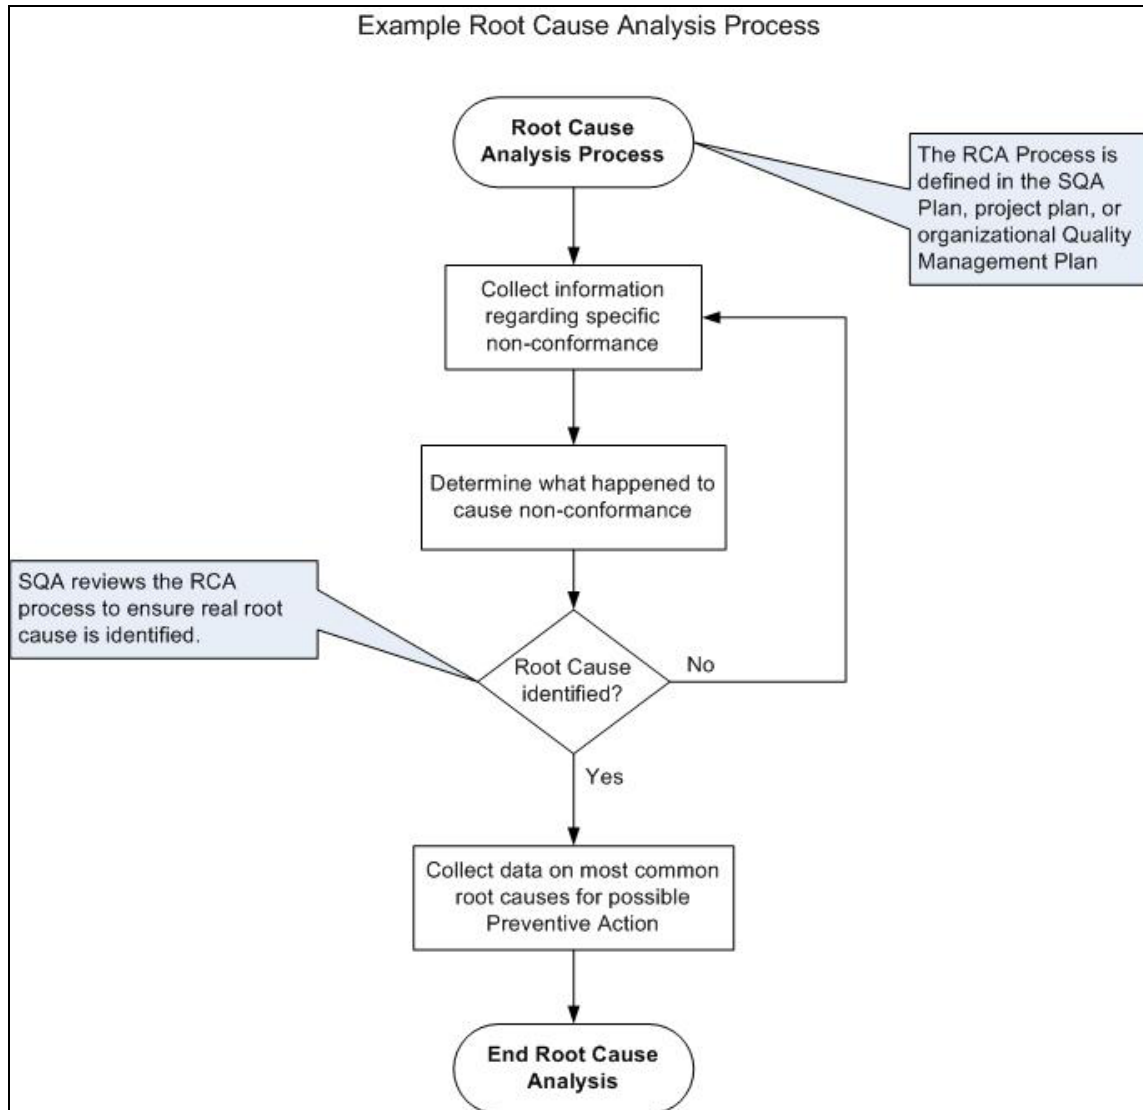 Example Root Cause Analysis Process
Root Cause
Analysis Process
The RCA Process is
defined in the SQA
Plan, project plan, or
organizational Quality
Management Plan
Collect information
regarding specific
non-conformance
Determine what happened to
cause non-conformance
SQA reviews the RCA
process to ensure real root
cause is identified.
Root Cause
identified?
No
Yes
Collect data on most common
root causes for possible
Preventive Action
End Root Cause
Analysis